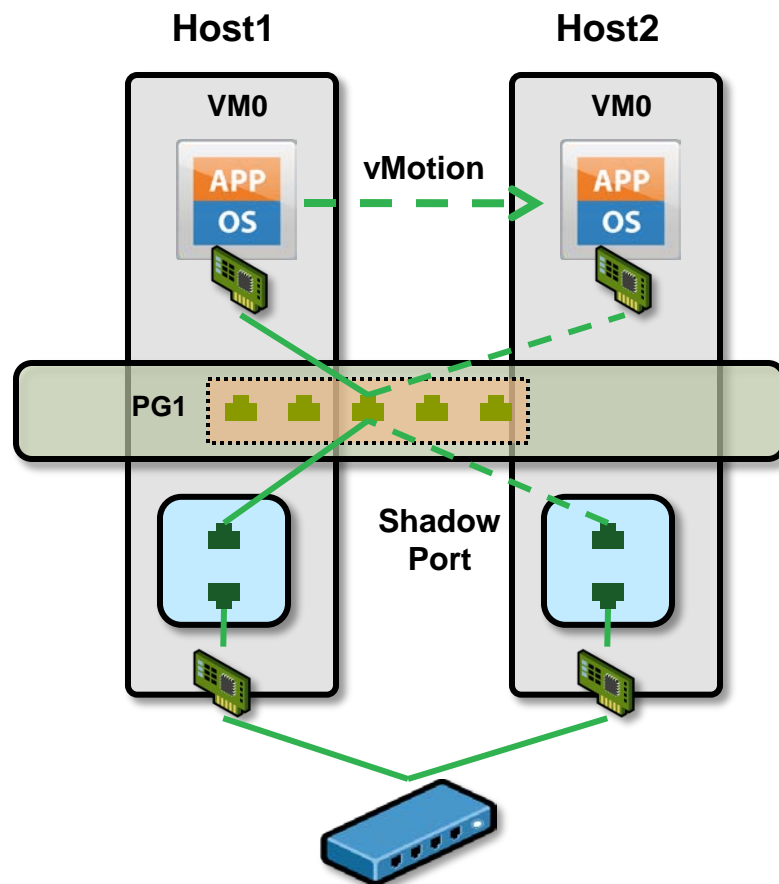 Host1
Host2
VM0
VM0
APP
OS
vMotion
APP
OS
PG1
Shadow
Port